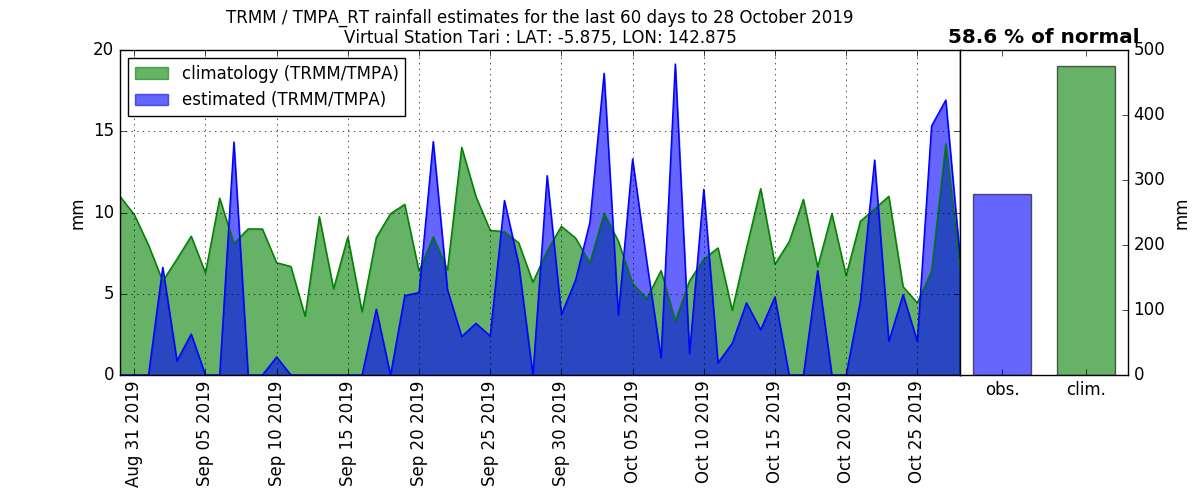 TRMM / TMPA_RT rainfall estimates for the last 60 days to 28 October 2019
Virtual Station Tari : LAT: -5.875, LON: 142.875
58.6 % of normal
climatology (TRMM/TMPA)
estimated (TRMM/TMPA)
mm
20
15
10
5
0
Aug 31 2019
Sep 05 2019
Sep 10 2019
Sep 15 2019
Sep 20 2019
Sep 25 2019
Sep 30 2019
Oct 05 2019
Oct 10 2019
Oct 15 2019
Oct 20 2019
Oct 25 2019
500
400
300
200
100
0
mm
obs.
clim.